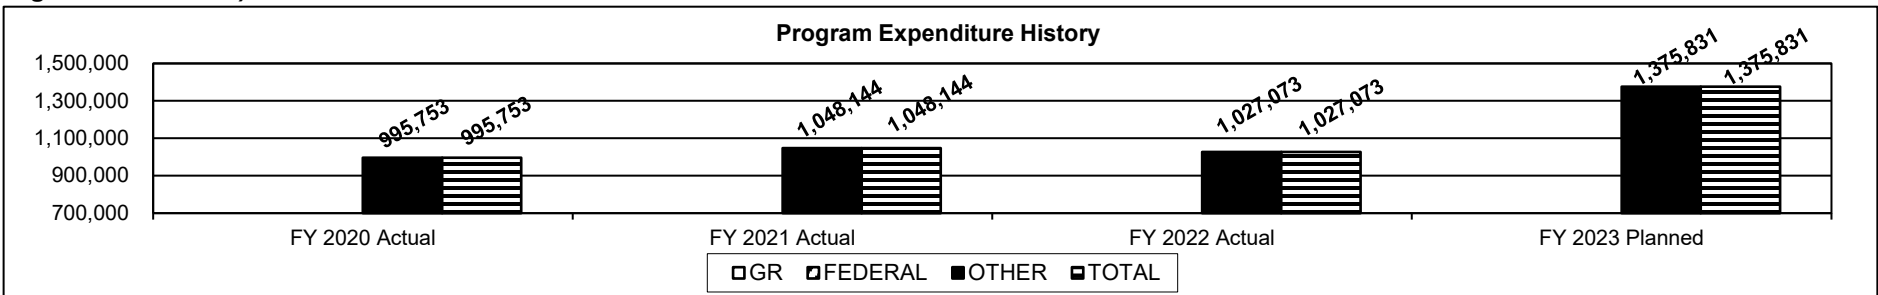 Program Expenditure History
1,500,000
1,300,000
1,100,000
900,000
700,000
995,753
995,753
1,048,144
1,048,144
1,027,073
1,027,073
1,375,831
1,375,831
FY 2020 Actual
FY 2021 Actual
FY 2022 Actual
FY 2023 Planned
GR FEDERAL OTHER TOTAL